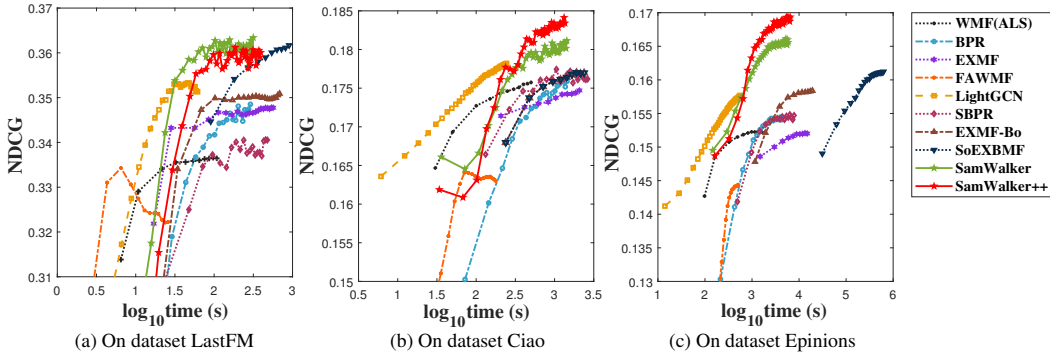 0.37
0.36
0.35
0.34
0.33
0.32
0.31
NDCG
0 0.5 1 1.5 2 2.5 3
log10time (s)
(a) On dataset LastFM
0.185
0.18
0.175
0.17
0.165
0.16
0.155
0.15
NDCG
0.5 1 1.5 2 2.5 3 3.5
log10time (s)
(b) On dataset Ciao
0.17
0.165
0.16
0.155
0.15
0.145
0.14
0.135
0.13
NDCG
1 2 3 4 5 6
log10time (s)
(c) On dataset Epinions
WMF(ALS)
BPR
EXMF
FAWMF
LightGCN
SBPR
EXMF-Bo
SoEXBMF
SamWalker
SamWalker++